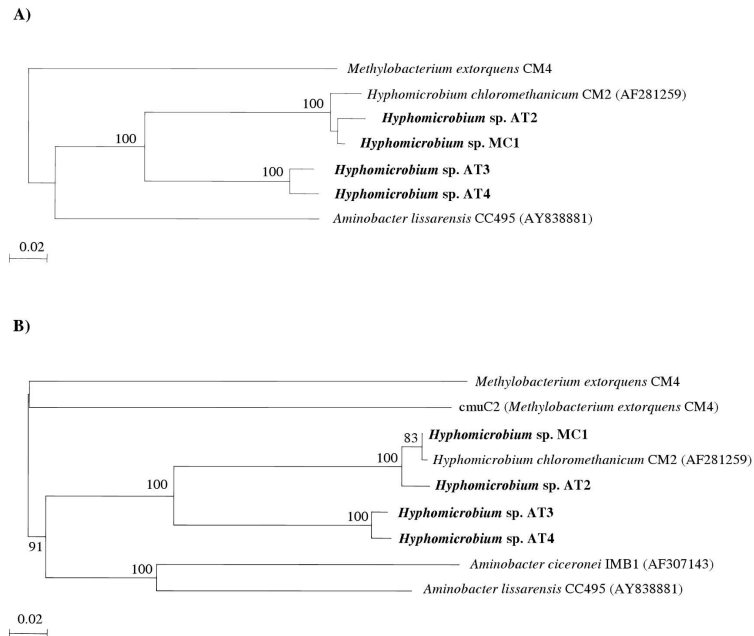 A)
Methylobacterium extorquens CM4
100
Hyphomicrobium chloromethanicum CM2 (AF281259)
Hyphomicrobium sp. AT2
100
Hyphomicrobium sp. MC1
100
Hyphomicrobium sp. AT3
Hyphomicrobium sp. AT4
Aminobacter lissarensis CC495 (AY838881)
0.02
B)
Methylobacterium extorquens CM4
cmuC2 (Methylobacterium extorquens CM4)
83
Hyphomicrobium sp. MC1
100
Hyphomicrobium chloromethanicum CM2 (AF281259)
100
Hyphomicrobium sp. AT2
100
Hyphomicrobium sp. AT3
Hyphomicrobium sp. AT4
91
100
Aminobacter ciceronei IMB1 (AF307143)
Aminobacter lissarensis CC495 (AY838881)
0.02